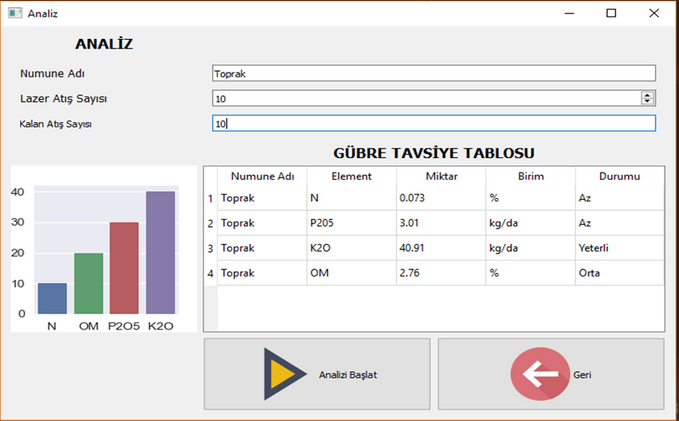 Analiz
ANALİZ
Numune Adı Toprak
Lazer Atış Sayısı 10
Kalan Atış Sayısı 10
GÜBRE TAVSİYE TABLOSU
Numune Adı Element Miktar Birim Durumu
1 Toprak N 0.073 % Az
2 Toprak P205 3.01 kg/da Az
3 Toprak K2O 40.91 kg/da Yeterli
4 Toprak OM 2.76 % Orta
40
30
20
10
0
N OM P2O5 K2O
Analizi Başlat
Geri